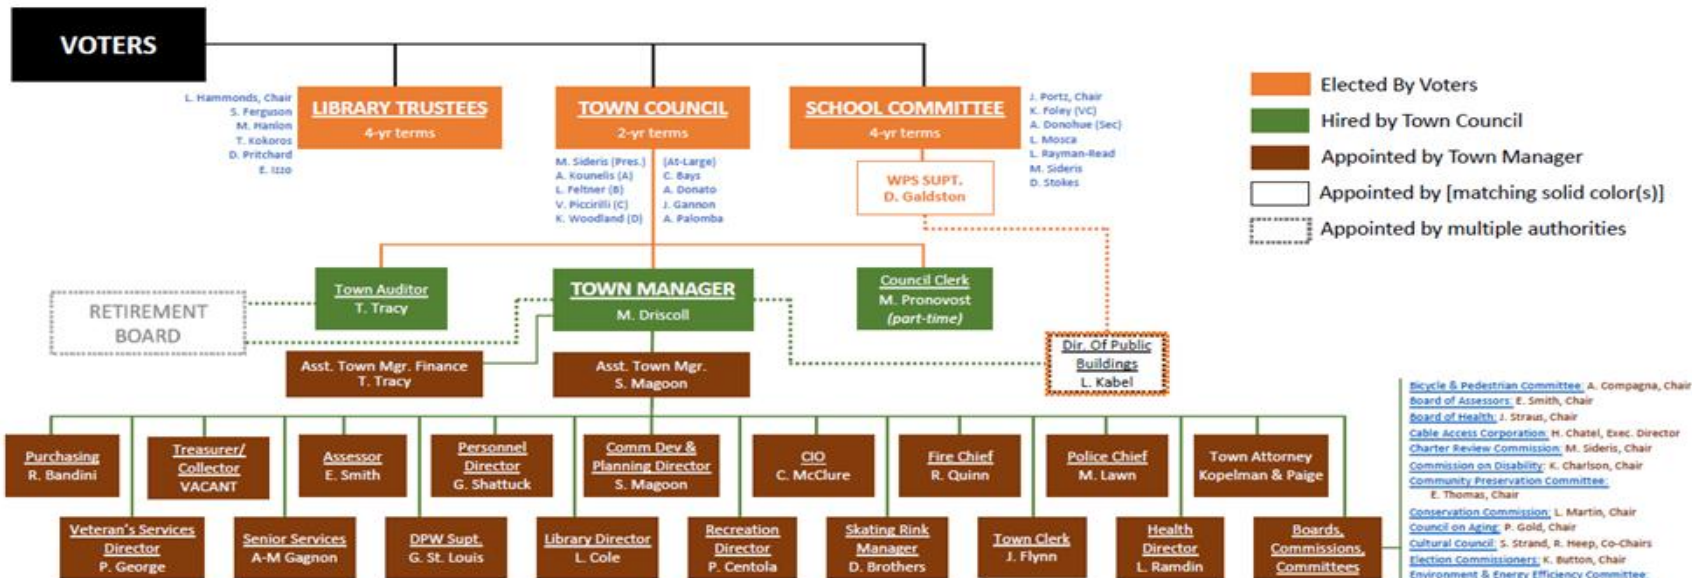 VOTERS
L. Hammonds, Chair
S. Ferguson
M. Hanlon
T. Kokoros
D. Pritchard
E. Izzo
LIBRARY TRUSTEES
4-yr terms
TOWN COUNCIL
2-yr terms
M. Sideris (Pres.)
A. Kounelis (A)
L. Feltner (B)
V. Piccirilli (C)
K. Woodland (D)
(At-Large)
C. Bays
A. Donato
J. Gannon
A. Palomba
SCHOOL COMMITTEE
4-yr terms
J. Portz, Chair
K. Foley (VC)
A. Donohue (Sec)
L. Mosca
L. Rayman-Read
M. Sideris
D. Stokes
WPS SUPT.
D. Galdston
Elected By Voters
Hired by Town Council
Appointed by Town Manager
Appointed by [matching solid color(s)]
Appointed by multiple authorities
RETIREMENT
BOARD
Town Auditor
T. Tracy
TOWN MANAGER
M. Driscoll
Council Clerk
M. Pronovost
(part-time)
Dir. Of Public
Buildings
L. Kabel
Asst. Town Mgr. Finance
T. Tracy
Asst. Town Mgr.
S. Magoon
Purchasing
R. Bandini
Treasurer/
Collector
VACANT
Assessor
E. Smith
Personnel
Director
G. Shattuck
Comm Dev &
Planning Director
S. Magoon
CIO
C. McClure
Fire Chief
R. Quinn
Police Chief
M. Lawn
Town Attorney
Kopelman & Paige
Veteran's Services
Director
P. George
Senior Services
A-M Gagnon
DPW Supt.
G. St. Louis
Library Director
L. Cole
Recreation
Director
P. Centola
Skating Rink
Manager
D. Brothers
Town Clerk
J. Flynn
Health
Director
L. Ramdin
Boards,
Commissions,
Committees
Bicycle & Pedestrian Committee: A. Compagna, Chair
Board of Assessors: E. Smith, Chair
Board of Health: J. Straus, Chair
Cable Access Corporation: H. Chatel, Exec. Director
Charter Review Commission: M. Sideris, Chair
Commission on Disability: K. Charlson, Chair
Community Preservation Committee:
E. Thomas, Chair
Conservation Commission: L. Martin, Chair
Council on Aging: P. Gold, Chair
Cultural Council: S. Strand, R. Heep, Co-Chairs
Election Commissioners: K. Button, Chair
Environment & Energy Efficiency Committee: